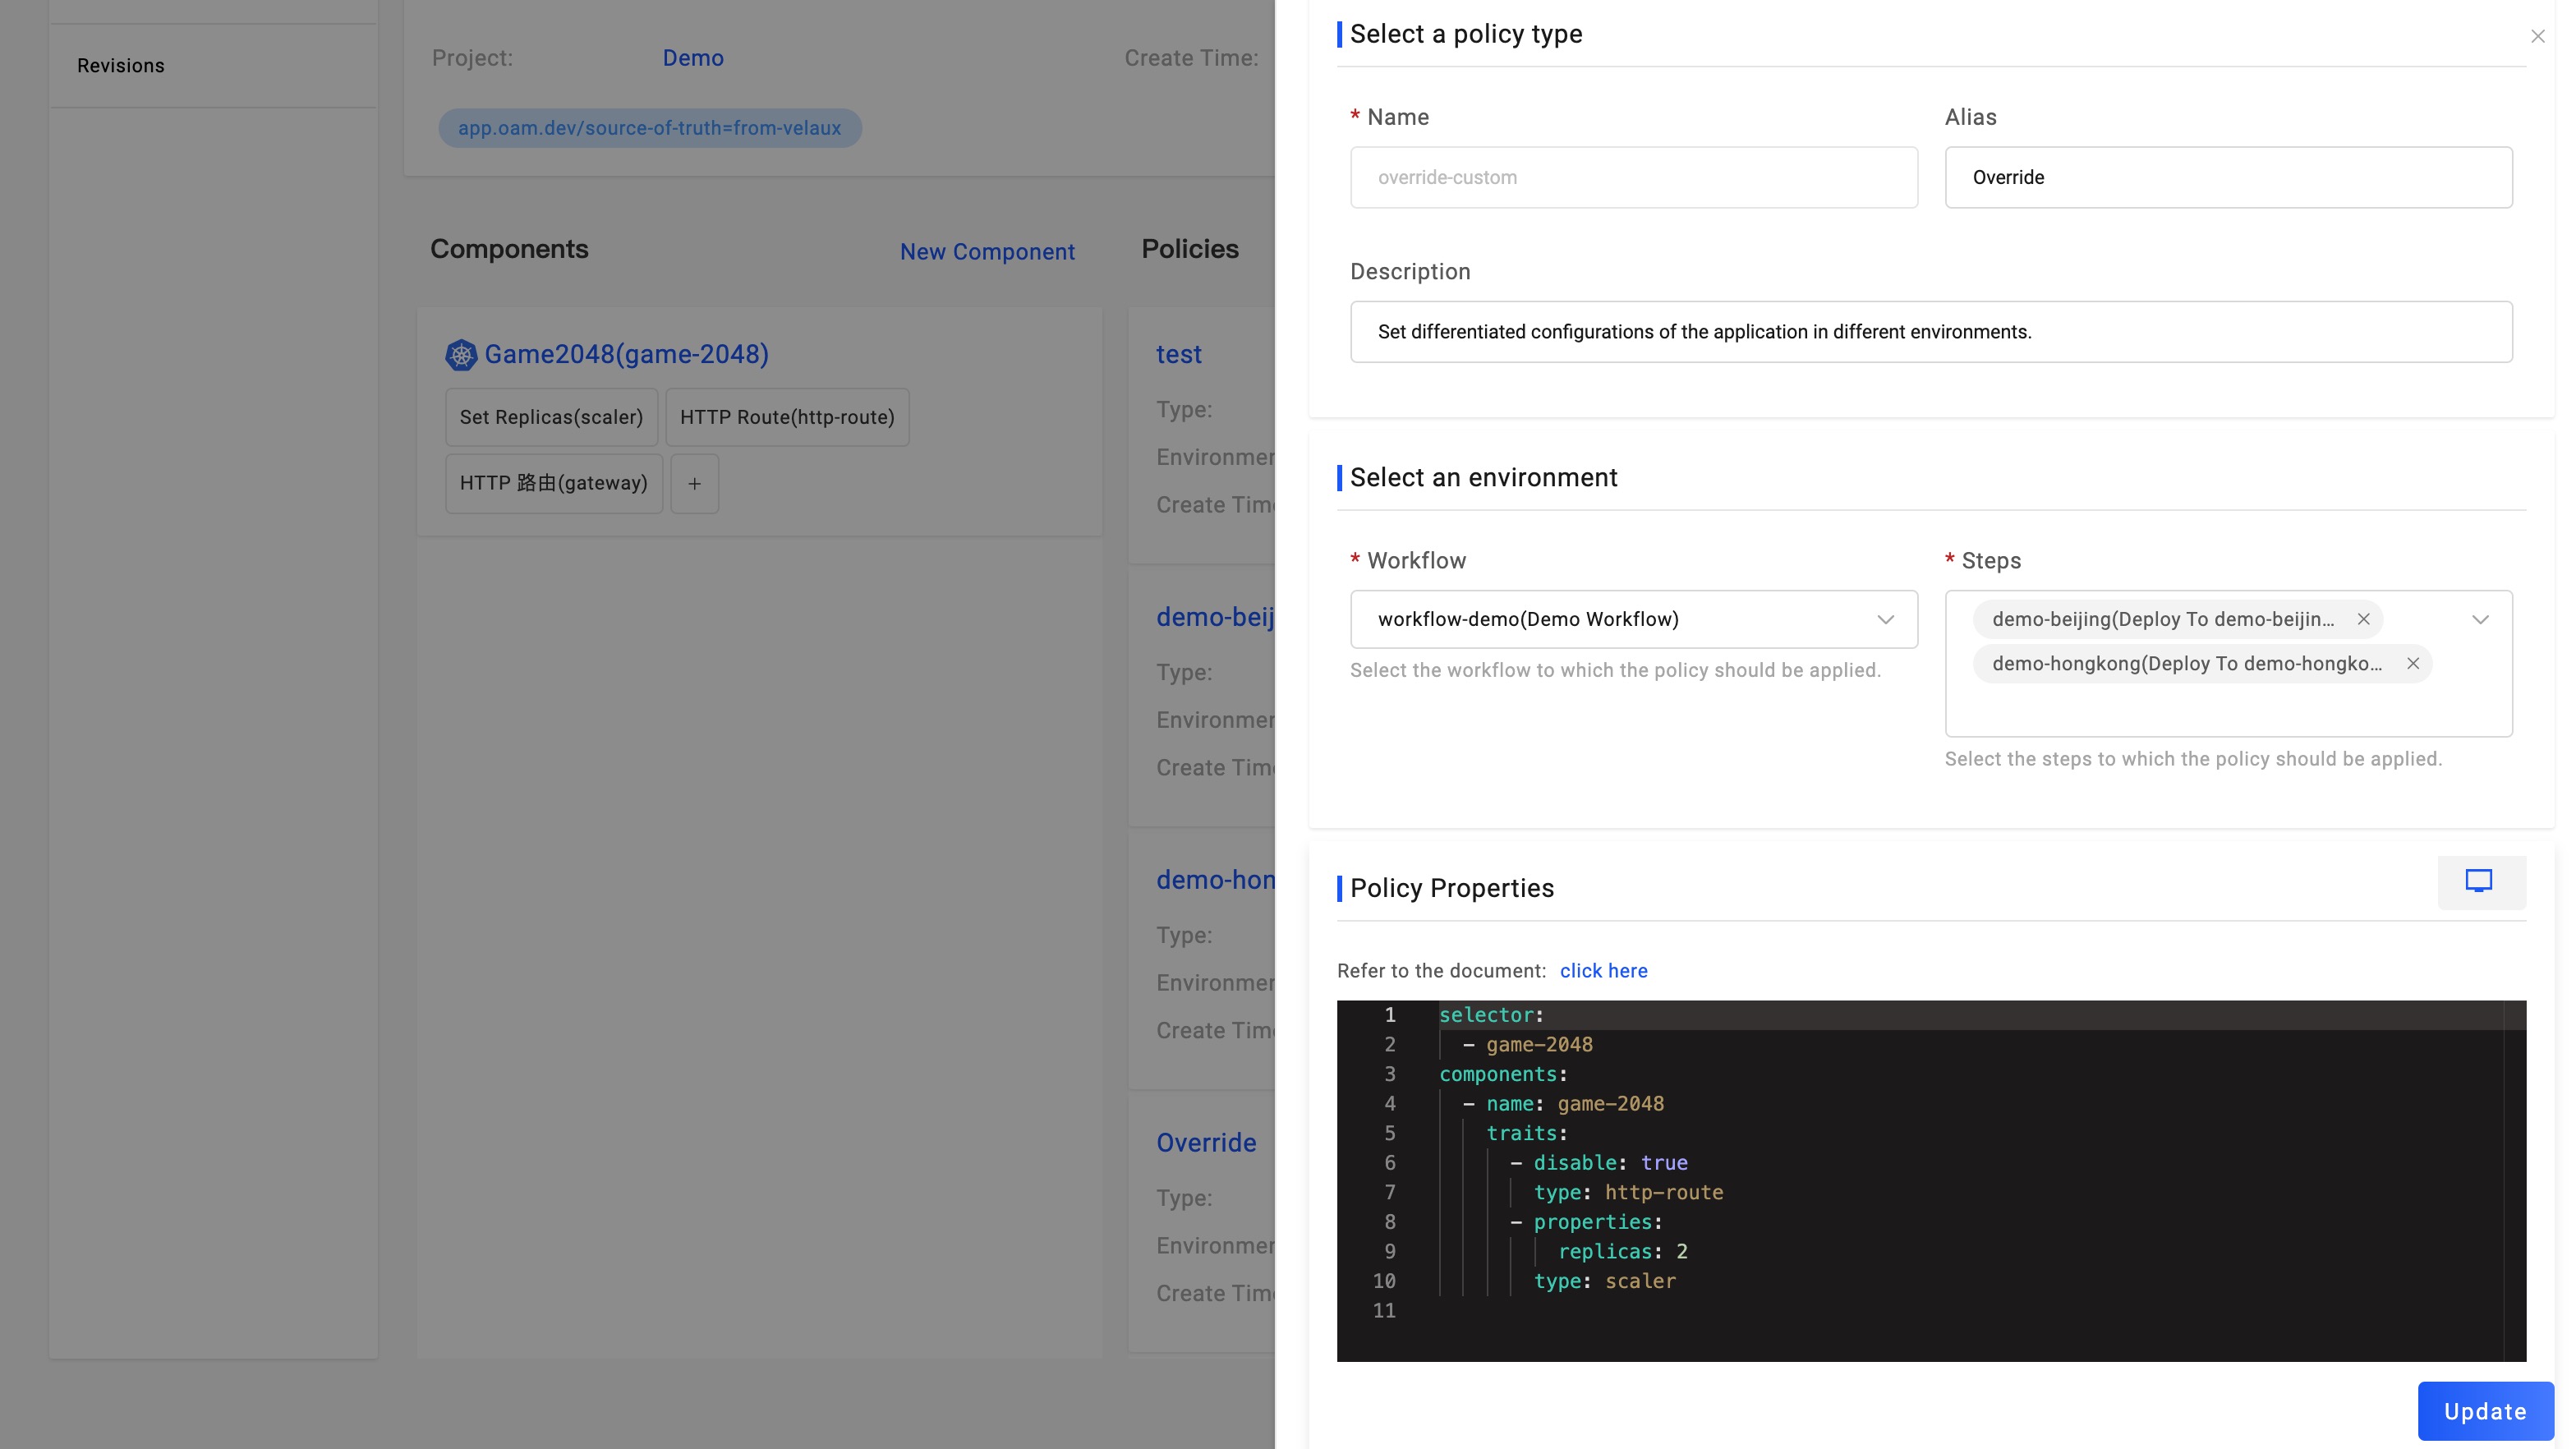 Revisions
Project: Demo Create Time:
app.oam.dev/source-of-truth=from-velaux
Components New Component Policies
Game2048(game-2048)
Set Replicas(scaler) HTTP Route(http-route)
HTTP 路由(gateway) +
test
Type:
Environmen
Create Tim
demo-beij
Type:
Environmen
Create Tim
demo-hon
Type:
Environmen
Create Tim
Override
Type:
Environmen
Create Tim
Select a policy type
* Name Alias
override-custom Override
Description
Set differentiated configurations of the application in different environments.
Select an environment
* Workflow * Steps
workflow-demo(Demo Workflow) demo-beijing(Deploy To demo-beijin...
demo-hongkong(Deploy To demo-hongko...
Select the workflow to which the policy should be applied.
Select the steps to which the policy should be applied.
Policy Properties
Refer to the document: click here
1 selector:
2 - game-2048
3 components:
4 - name: game-2048
5 traits:
6 - disable: true
7 type: http-route
8 - properties:
9 replicas: 2
10 type: scaler
11
Update